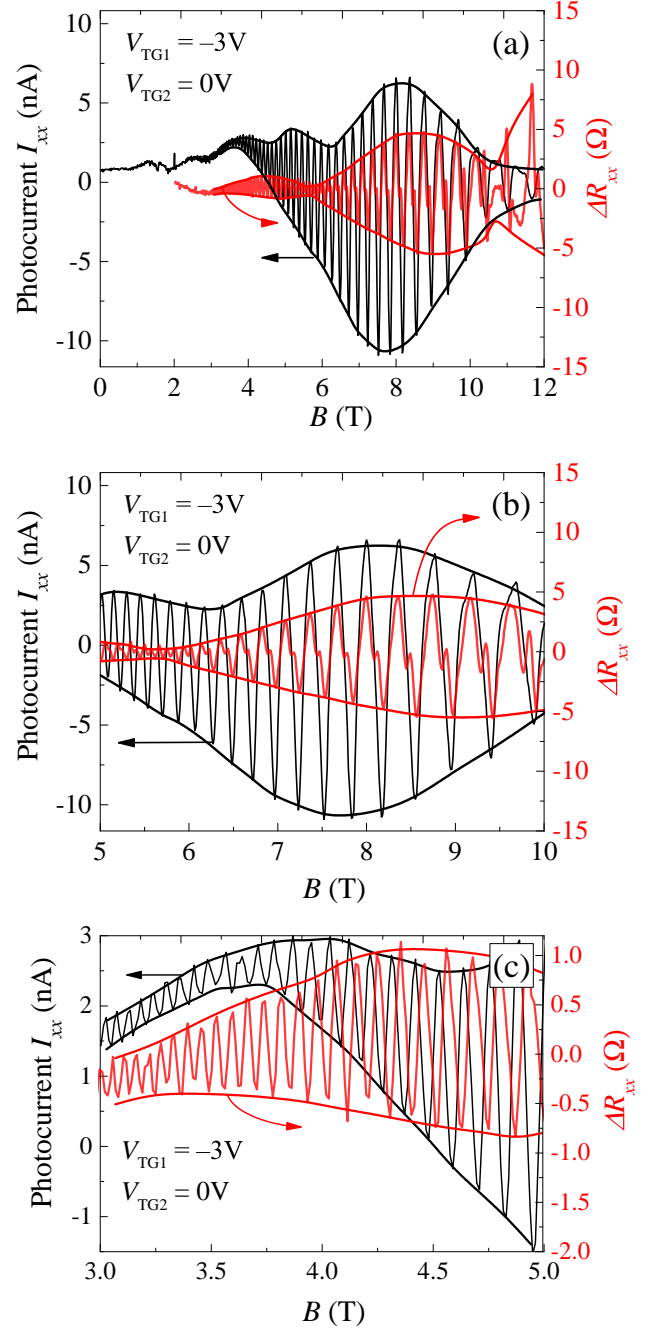 (a)
V_TG1 = –3V
V_TG2 = 0V
Photocurrent I_xx (nA)
10
5
0
-5
-10
15
10
5
0
-5
-10
-15
ΔR_xx (Ω)
0 2 4 6 8 10 12
B (T)
(b)
V_TG1 = –3V
V_TG2 = 0V
Photocurrent I_xx (nA)
10
5
0
-5
-10
15
10
5
0
-5
-10
-15
ΔR_xx (Ω)
5 6 7 8 9 10
B (T)
(c)
Photocurrent I_xx (nA)
3
2
1
0
-1
1.0
0.5
0.0
-0.5
-1.0
-1.5
-2.0
ΔR_xx (Ω)
V_TG1 = –3V
V_TG2 = 0V
3.0 3.5 4.0 4.5 5.0
B (T)